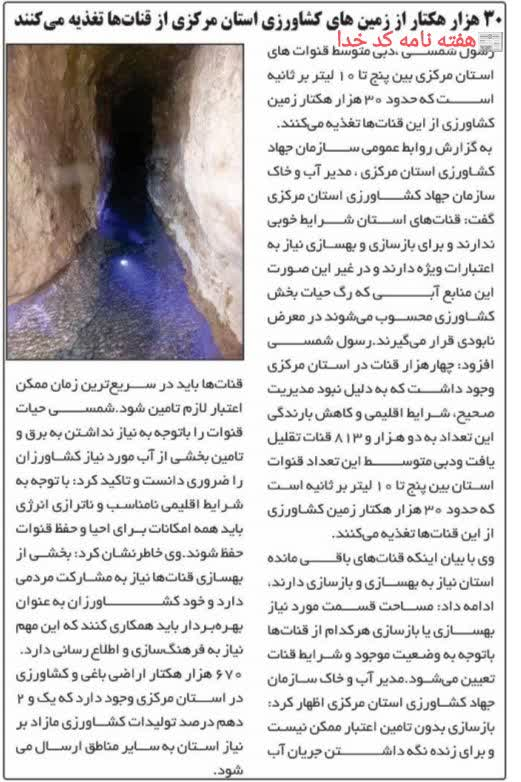 ۳۰ هزار هکتار از زمین های کشاورزی استان مرکزی از قنات‌ها تغذیه می‌کنند
هفته نامه کد خدا
رسول شمسی ،دبی متوسط قنوات های
استان مرکزی بین پنج تا ۱۰ لیتر بر ثانیه
است که حدود ۳۰ هزار هکتار زمین
کشاورزی از این قنات‌ها تغذیه می‌کنند.
به گزارش روابط عمومی سازمان جهاد
کشاورزی استان مرکزی ، مدیر آب و خاک
سازمان جهاد کشاورزی استان مرکزی
گفت: قنات‌های استان شرایط خوبی
ندارند و برای بازسازی و بهسازی نیاز به
اعتبارات ویژه دارند و در غیر این صورت
این منابع آبی که رگ حیات بخش
کشاورزی محسوب می‌شوند در معرض
نابودی قرار می‌گیرند.رسول شمسی
افزود: چهارهزار قنات در استان مرکزی
وجود داشت که به دلیل نبود مدیریت
صحیح، شرایط اقلیمی و کاهش بارندگی
این تعداد به دو هزار و ۸۱۳ قنات تقلیل
یافت ودبی متوسط این تعداد قنوات
استان بین پنج تا ۱۰ لیتر بر ثانیه است
که حدود ۳۰ هزار هکتار زمین کشاورزی
از این قنات‌ها تغذیه می‌کنند.
وی با بیان اینکه قنات‌های باقی مانده
استان نیاز به بهسازی و بازسازی دارند،
ادامه داد: مساحت قسمت مورد نیاز
بهسازی یا بازسازی هرکدام از قنات‌ها
باتوجه به وضعیت موجود و شرایط قنات
تعیین می‌شود.مدیر آب و خاک سازمان
جهاد کشاورزی استان مرکزی اظهار کرد:
بازسازی بدون تامین اعتبار ممکن نیست
و برای زنده نگه داشتن جریان آب
قنات‌ها باید در سریع‌ترین زمان ممکن
اعتبار لازم تامین شود.شمسی حیات
قنوات را باتوجه به نیاز نداشتن به برق و
تامین بخشی از آب مورد نیاز کشاورزان
را ضروری دانست و تاکید کرد: با توجه به
شرایط اقلیمی نامناسب و ناترازی انرژی
باید همه امکانات برای احیا و حفظ قنوات
حفظ شوند.وی خاطرنشان کرد: بخشی از
بهسازی قنات‌ها نیاز به مشارکت مردمی
دارد و خود کشاورزان به عنوان
بهره‌بردار باید همکاری کنند که این مهم
نیاز به فرهنگ‌سازی و اطلاع رسانی دارد.
۶۷۰ هزار هکتار اراضی باغی و کشاورزی
در استان مرکزی وجود دارد که یک و ۲
دهم درصد تولیدات کشاورزی مازاد بر
نیاز استان به سایر مناطق ارسال می
شود.